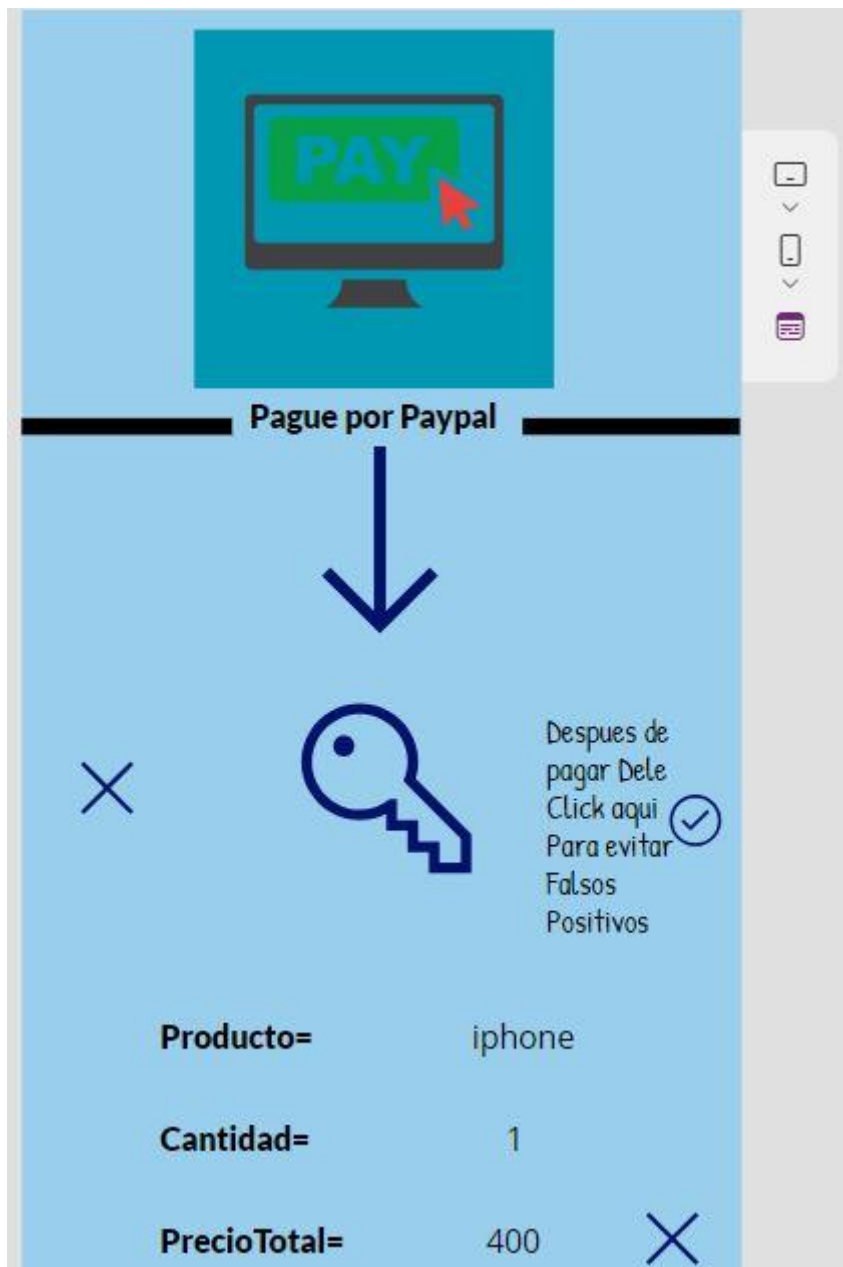 PAY
Pague por Paypal
Despues de
pagar Dele
Click aqui
Para evitar
Falsos
Positivos
Producto= iphone
Cantidad= 1
PrecioTotal= 400